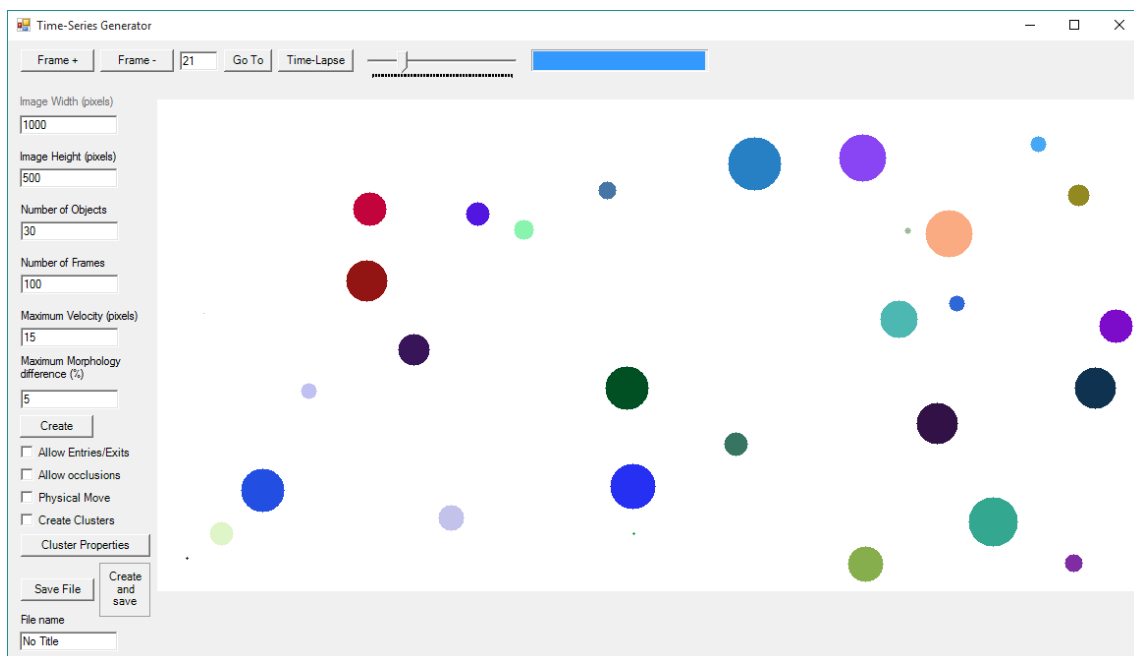 Time-Series Generator
Frame + Frame - 21 Go To Time-Lapse
Image Width (pixels)
1000
Image Height (pixels)
500
Number of Objects
30
Number of Frames
100
Maximum Velocity (pixels)
15
Maximum Morphology
difference (%)
5
Create
Allow Entries/Exits
Allow occlusions
Physical Move
Create Clusters
Cluster Properties
Save File
Create
and
save
File name
No Title